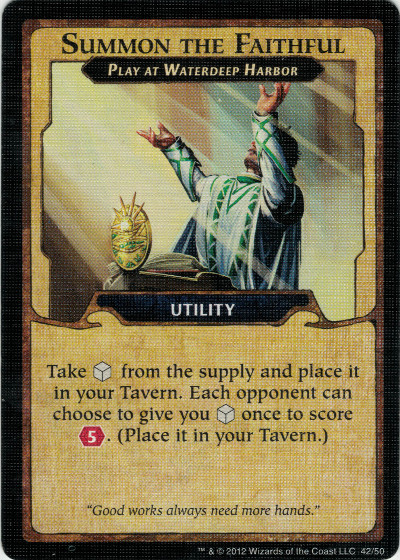 SUMMON THE FAITHFUL
PLAY AT WATERDEEP HARBOR
UTILITY
Take from the supply and place it
in your Tavern. Each opponent can
choose to give you once to score
5. (Place it in your Tavern.)
"Good works always need more hands."
™ & © 2012 Wizards of the Coast LLC 42/50